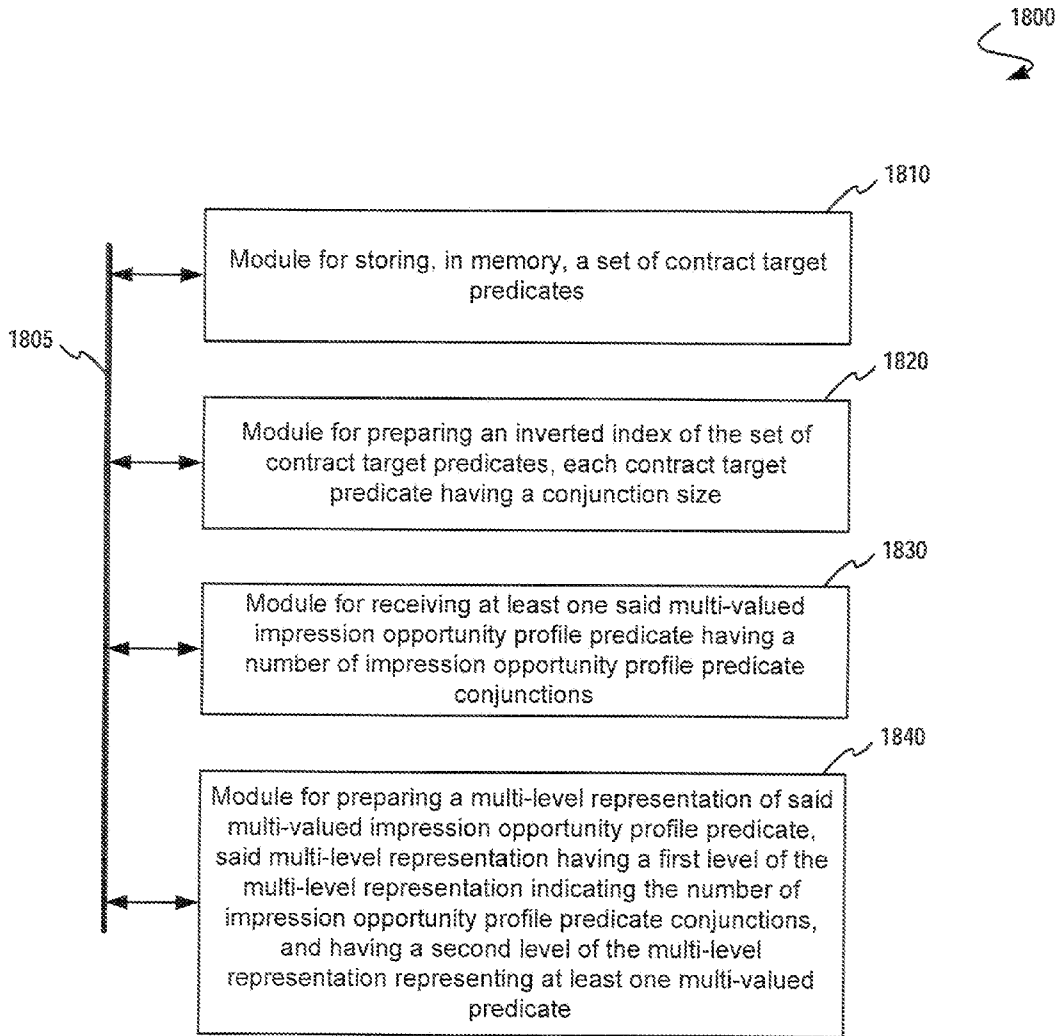 1800
1810
Module for storing, in memory, a set of contract target
predicates
1805
1820
Module for preparing an inverted index of the set of
contract target predicates, each contract target
predicate having a conjunction size
1830
Module for receiving at least one said multi-valued
impression opportunity profile predicate having a
number of impression opportunity profile predicate
conjunctions
1840
Module for preparing a multi-level representation of said
multi-valued impression opportunity profile predicate,
said multi-level representation having a first level of the
multi-level representation indicating the number of
impression opportunity profile predicate conjunctions,
and having a second level of the multi-level
representation representing at least one multi-valued
predicate